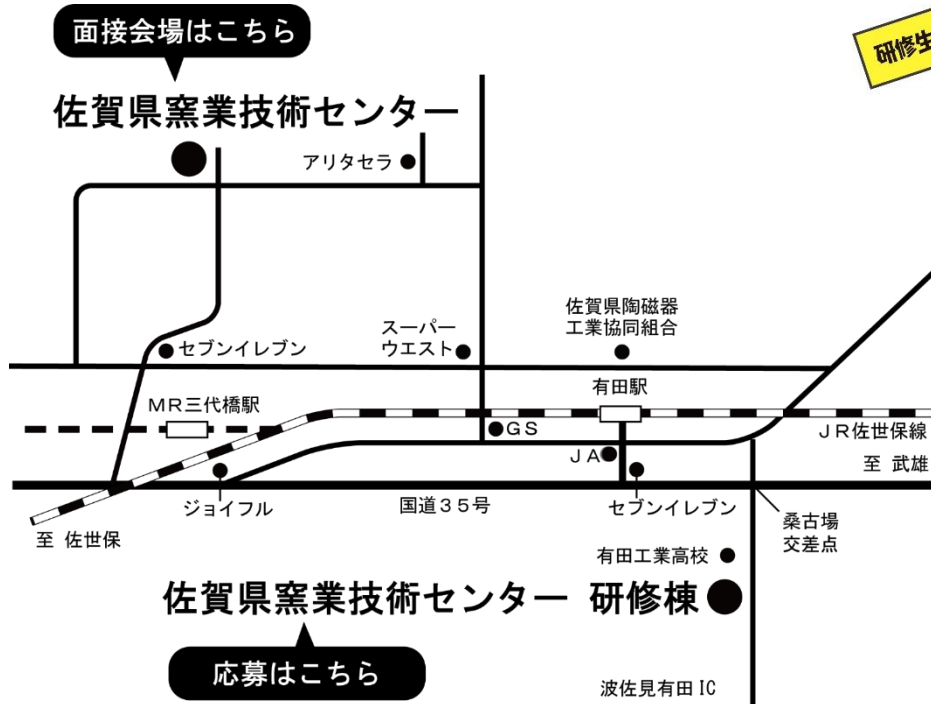 面接会場はこちら
研修生
佐賀県窯業技術センター
アリタセラ
佐賀県陶磁器
工業協同組合
スーパー
ウエスト
セブンイレブン
有田駅
MR三代橋駅
GS
JR佐世保線
JA
至 武雄
ジョイフル
国道35号
セブンイレブン
桑古場
交差点
至 佐世保
有田工業高校
佐賀県窯業技術センター 研修棟
応募はこちら
波佐見有田 IC